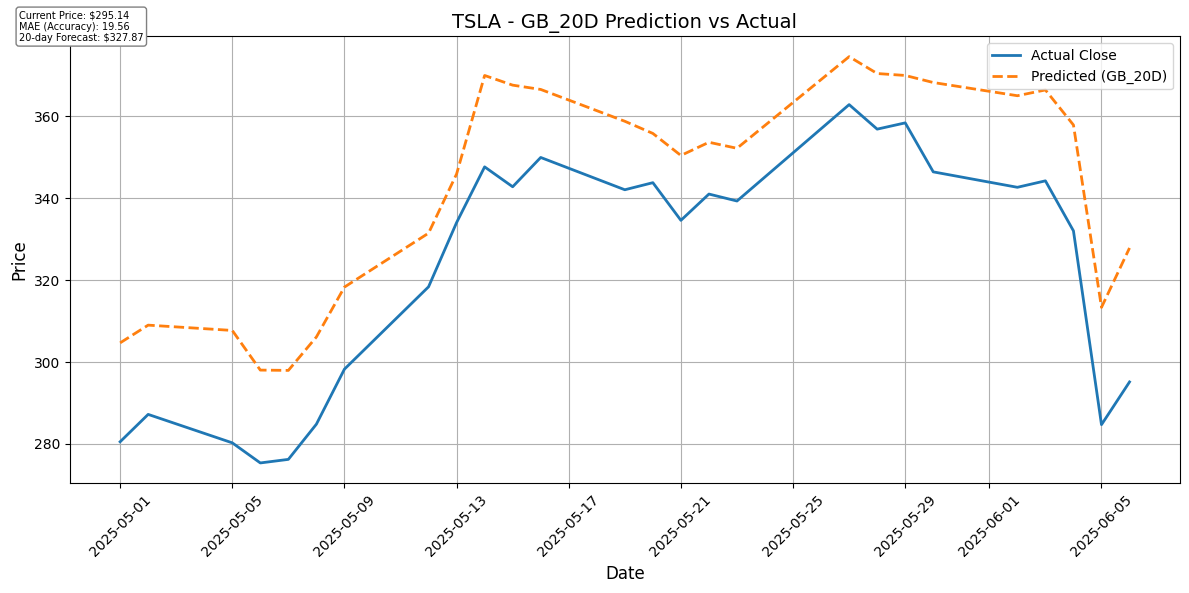 Current Price: $295.14
MAE (Accuracy): 19.56
20-day Forecast: $327.87
TSLA - GB_20D Prediction vs Actual
Actual Close
Predicted (GB_20D)
Price
360
340
320
300
280
2025-05-01
2025-05-05
2025-05-09
2025-05-13
2025-05-17
2025-05-21
2025-05-25
2025-05-29
2025-06-01
2025-06-05
Date